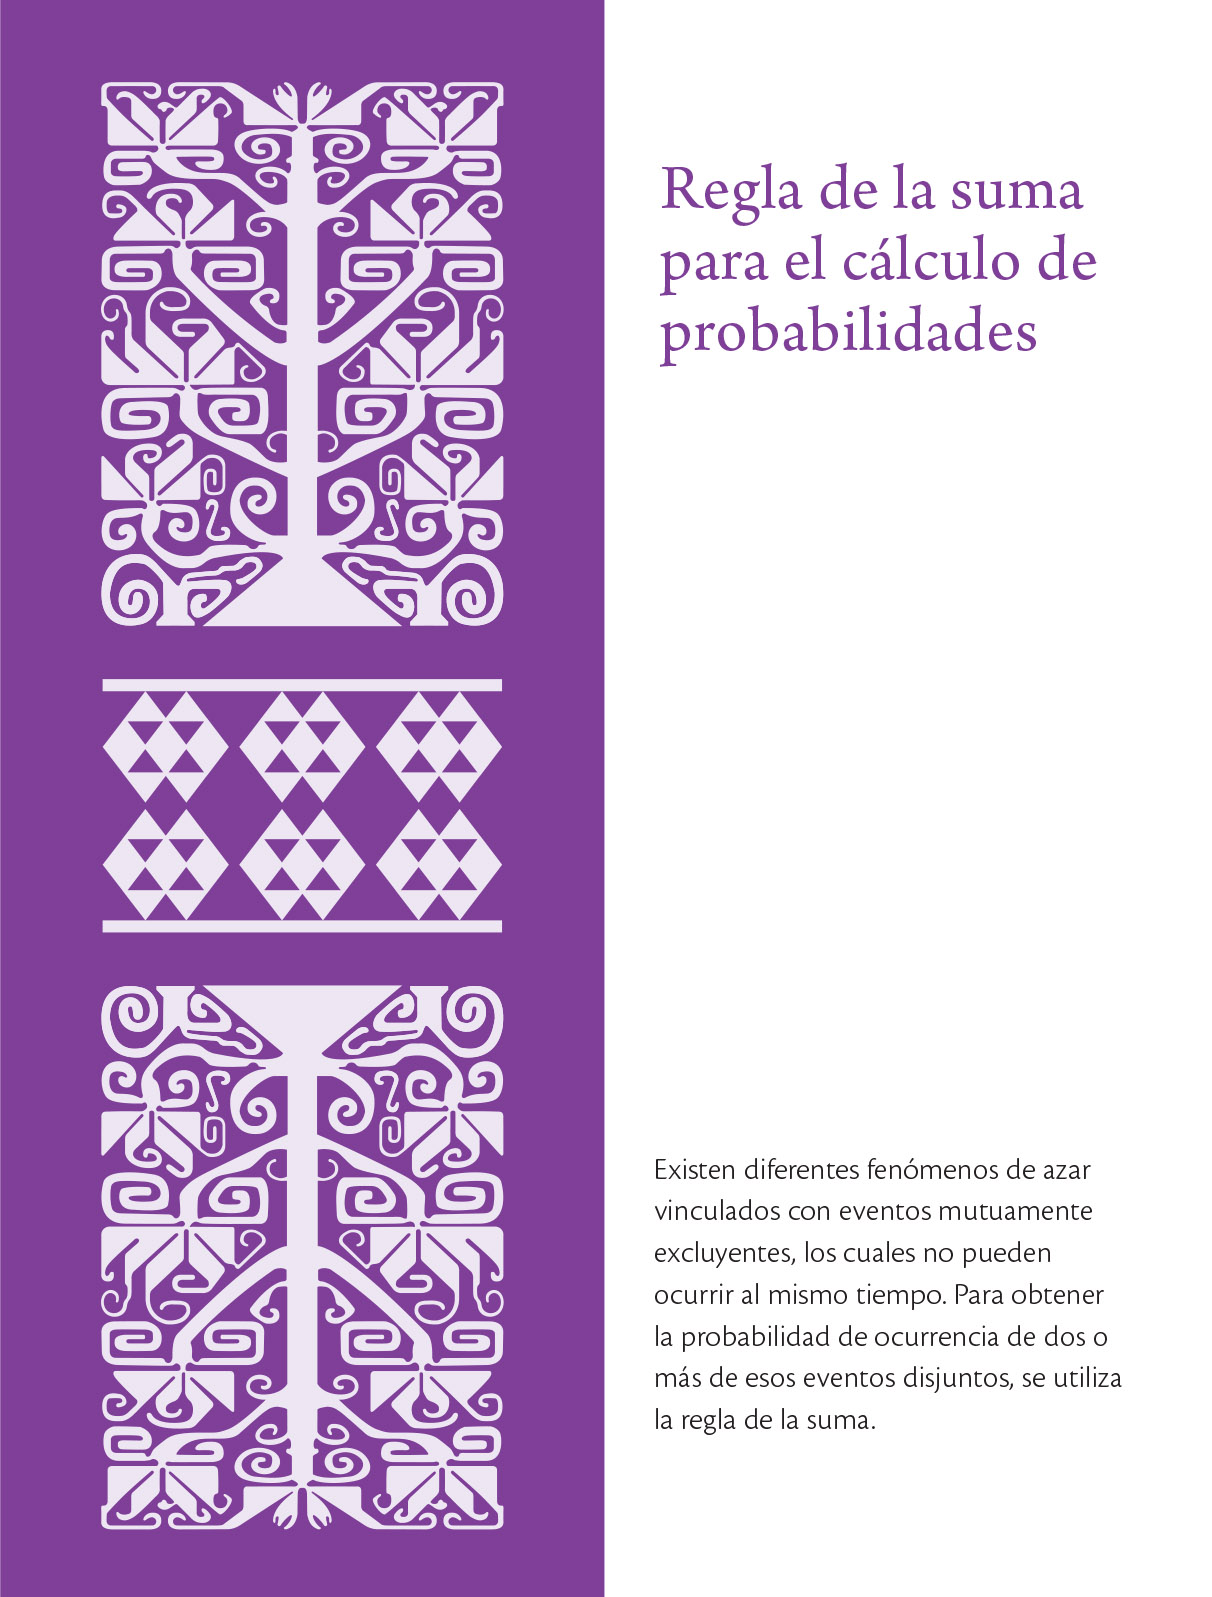 Regla de la suma
para el cálculo de
probabilidades
Existen diferentes fenómenos de azar
vinculados con eventos mutuamente
excluyentes, los cuales no pueden
ocurrir al mismo tiempo. Para obtener
la probabilidad de ocurrencia de dos o
más de esos eventos disjuntos, se utiliza
la regla de la suma.